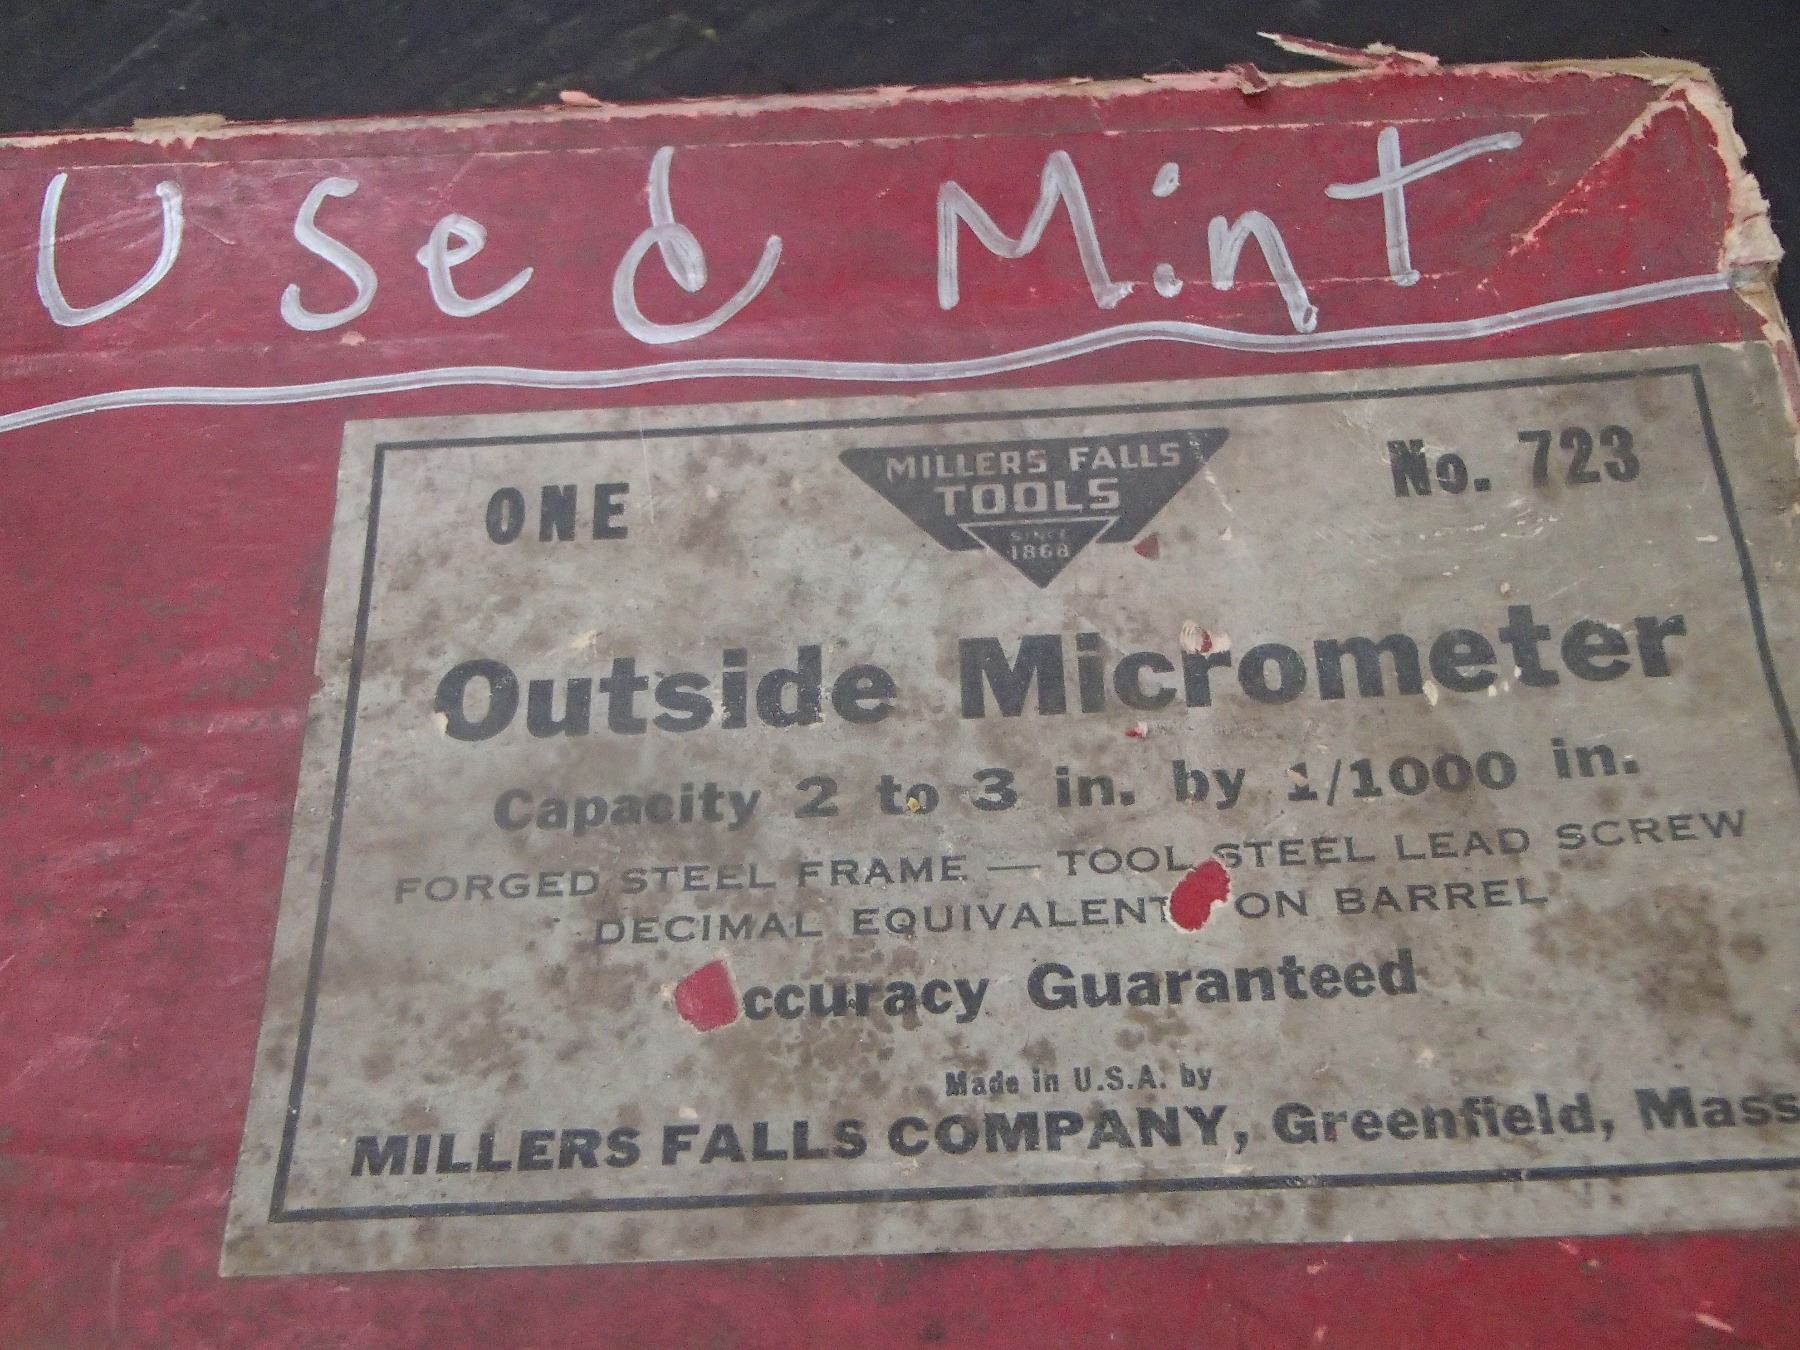 Used Mint
ONE
MILLERS FALLS
TOOLS
SINCE
1868
No. 723
Outside Micrometer
Capacity 2 to 3 in. by 1/1000 in.
FORGED STEEL FRAME — TOOL STEEL LEAD SCREW
DECIMAL EQUIVALENT ON BARREL
ccuracy Guaranteed
Made in U.S.A. by
MILLERS FALLS COMPANY, Greenfield, Mass